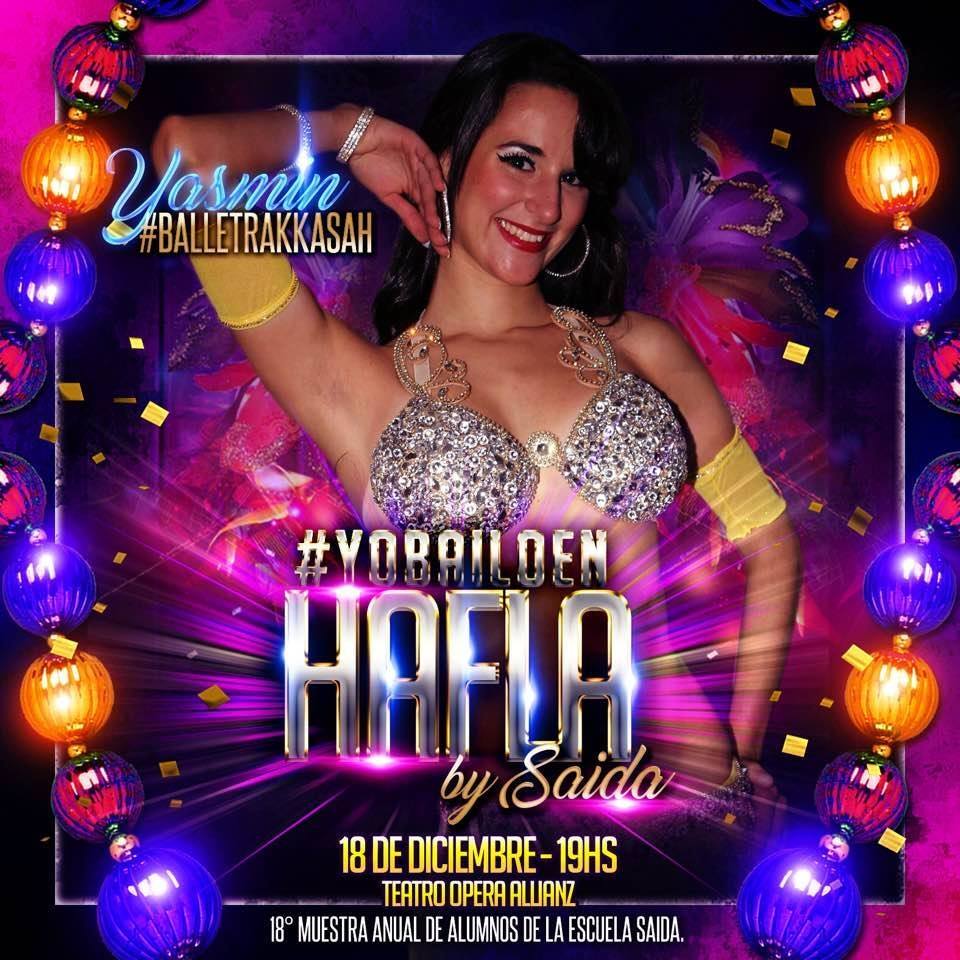 Yasmin
#BALLETRAKKASAH
#YOBAILOEN
HAFLA
by Saida
18 DE DICIEMBRE - 19HS
TEATRO OPERA ALLIANZ
18° MUESTRA ANUAL DE ALUMNOS DE LA ESCUELA SAIDA.